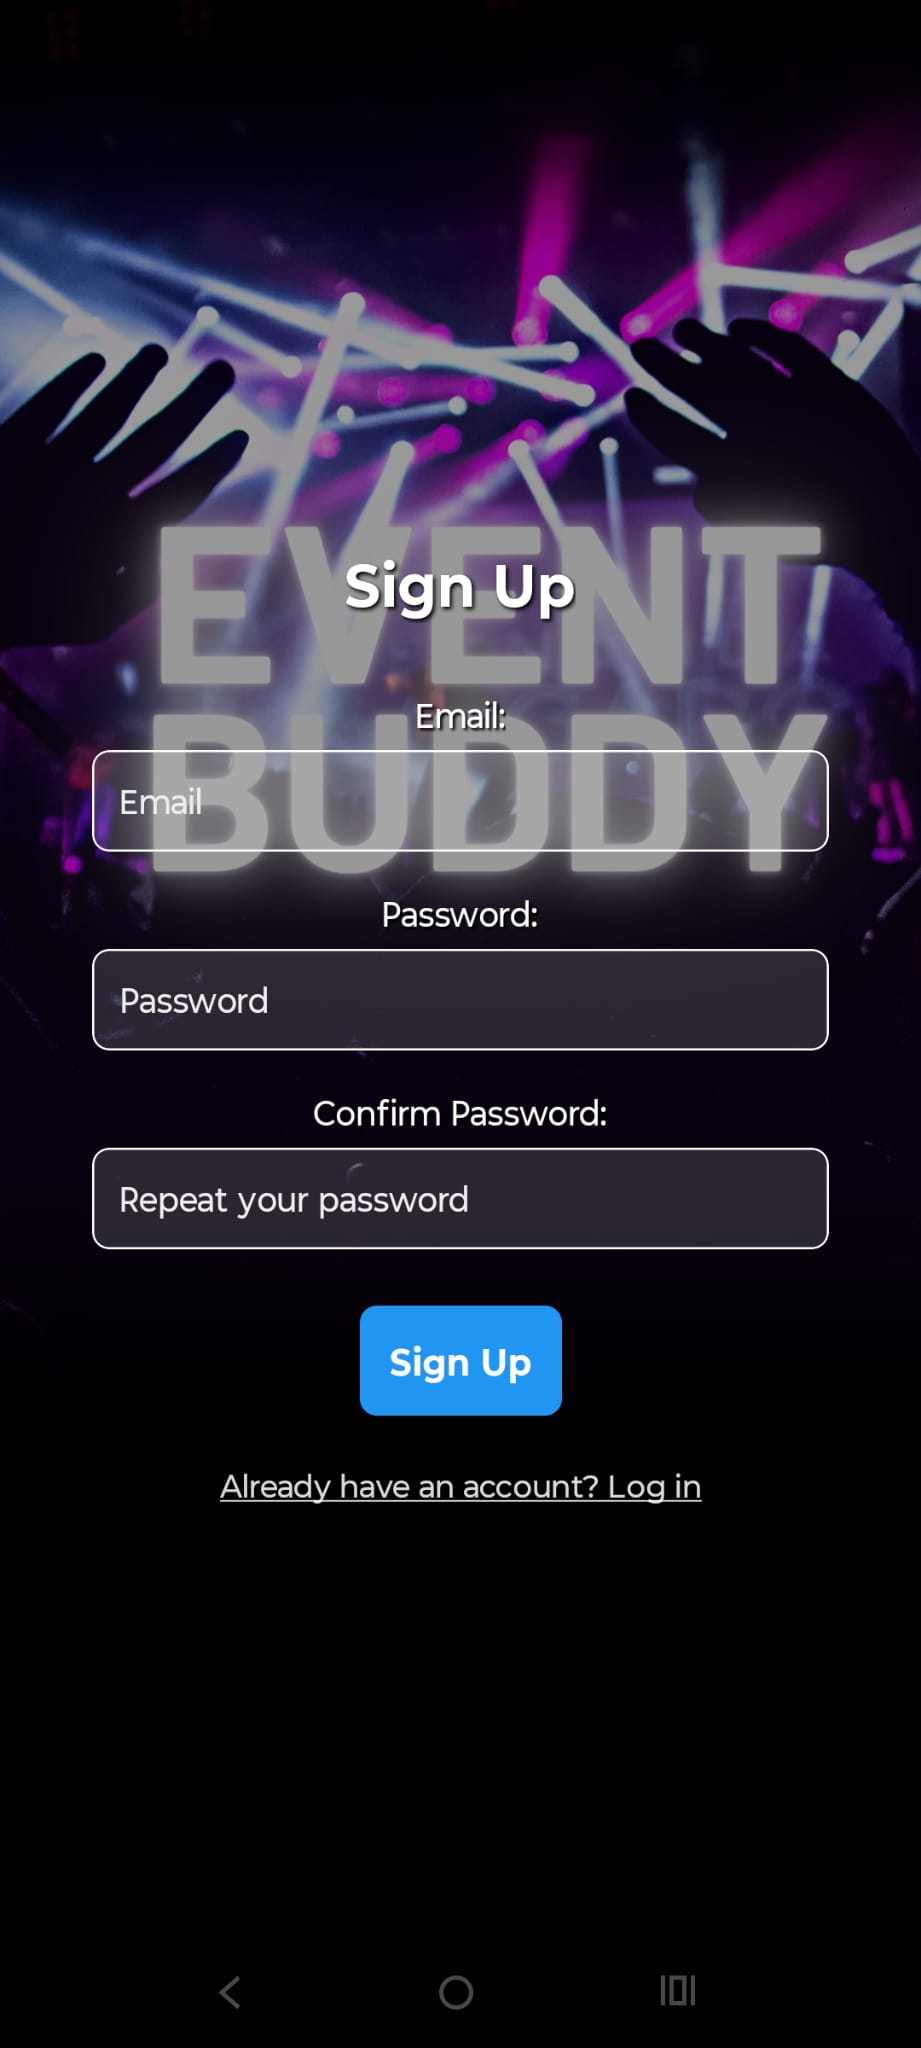 EVENT
BUDDY
Sign Up
Email:
Email
Password:
Password
Confirm Password:
Repeat your password
Sign Up
Already have an account? Log in